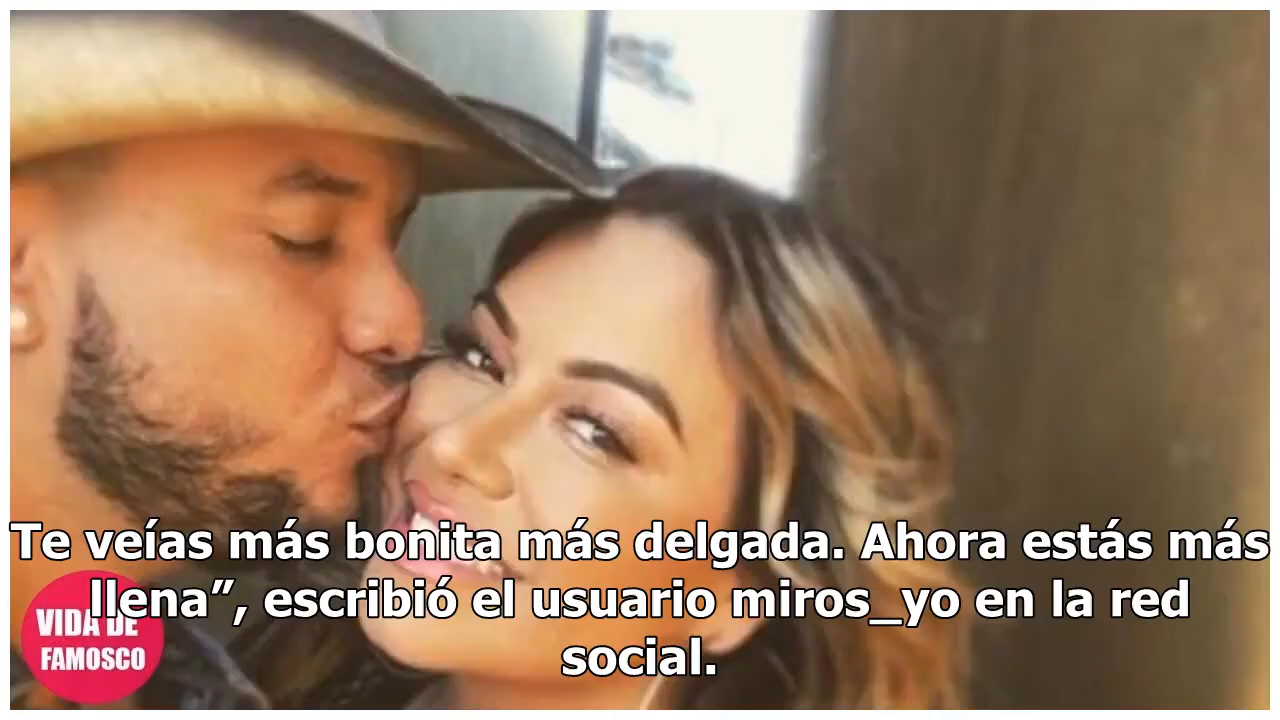 Te veías más bonita más delgada. Ahora estás más
llena”, escribió el usuario miros_yo en la red
social.
VIDA DE
FAMOSCO